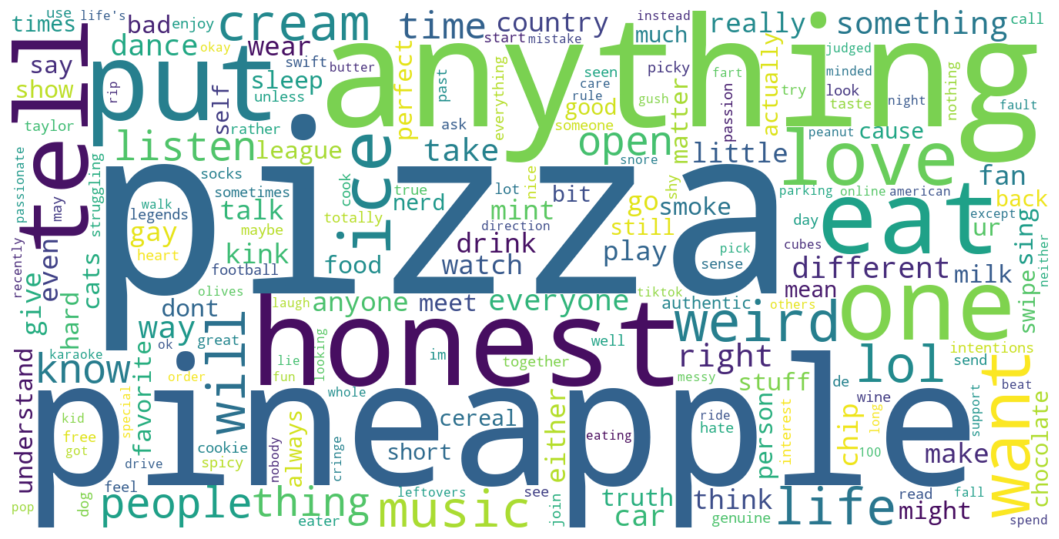 times
use
life's
bad
enjoy
cream
time
country
really
something
call
start
mistake
instead
much
dance
wear
okay
say
put
anything
swift
butter
picky
judged
minded
show
rip
sleep
perfect
past
seen
care
rule
fart
look
unless
self
everything
good
actually
try
taste
night
nothing
fault
tell
taylor
rather
ask
gush
someone
matter
passion
peanut
cause
listen
league
ice
take
open
little
love
fan
passionate
struggling
socks
cook
snore
shy
parking
online
american
back
may
walk
sometimes
true
lot
nice
go
bit
smoke
eat
except
legends
talk
nerd
mint
direction
still
day
ur
sing
even
cats
gay
maybe
totally
pizza
drink
play
pick
sense
cubes
swipe
recently
heart
kink
football
food
watch
different
milk
neither
give
hard
dont
olives
laugh
anyone
meet
everyone
tiktok
authentic
others
mean
way
great
honest
weird
one
know
ok
karaoke
will
lie
fun
looking
im
together
well
right
messy
lol
send
intentions
understand
favorite
order
whole
pineapple
stuff
de
wine
beat
want
kid
free
got
special
cookie
spicy
always
nobody
cringe
short
cereal
eating
either
person
ride
hate
interest
chip
long
100
support
make
chocolate
drive
feel
pop
dog
people
thing
eater
leftovers
music
see
join
truth
car
genuine
think
life
read
might
fall
spend